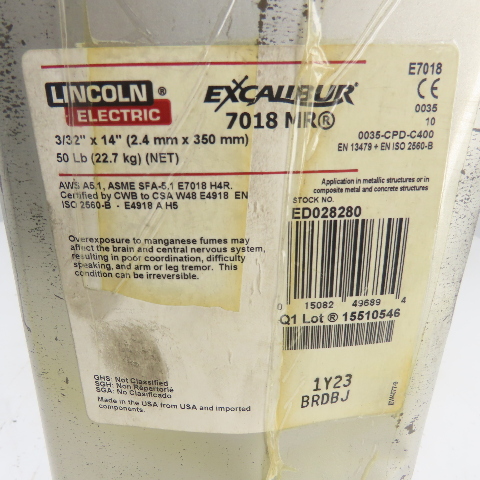 LINCOLN ®
ELECTRIC
EXCALIBUR®
7018 MR®
3/32" x 14" (2.4 mm x 350 mm)
50 Lb (22.7 kg) (NET)
E7018
CE
0035
10
0035-CPD-C400
EN 13479 + EN ISO 2560-B
AWS A5.1, ASME SFA-5.1 E7018 H4R.
Certified by CWB to CSA W48 E4918 EN
ISO 2560-B - E4918 A H5
Application in metallic structures or in
composite metal and concrete structures
STOCK NO.
ED028280
Overexposure to manganese fumes may
affect the brain and central nervous system,
resulting in poor coordination, difficulty
speaking, and arm or leg tremor. This
condition can be irreversible.
0 15082 49689 4
Q1 Lot ® 15510546
GHS: Not Classified
SGH: Non Répertorié
SGA: No Clasificado
Made in the USA from USA and imported
components.
1Y23
BRDBJ